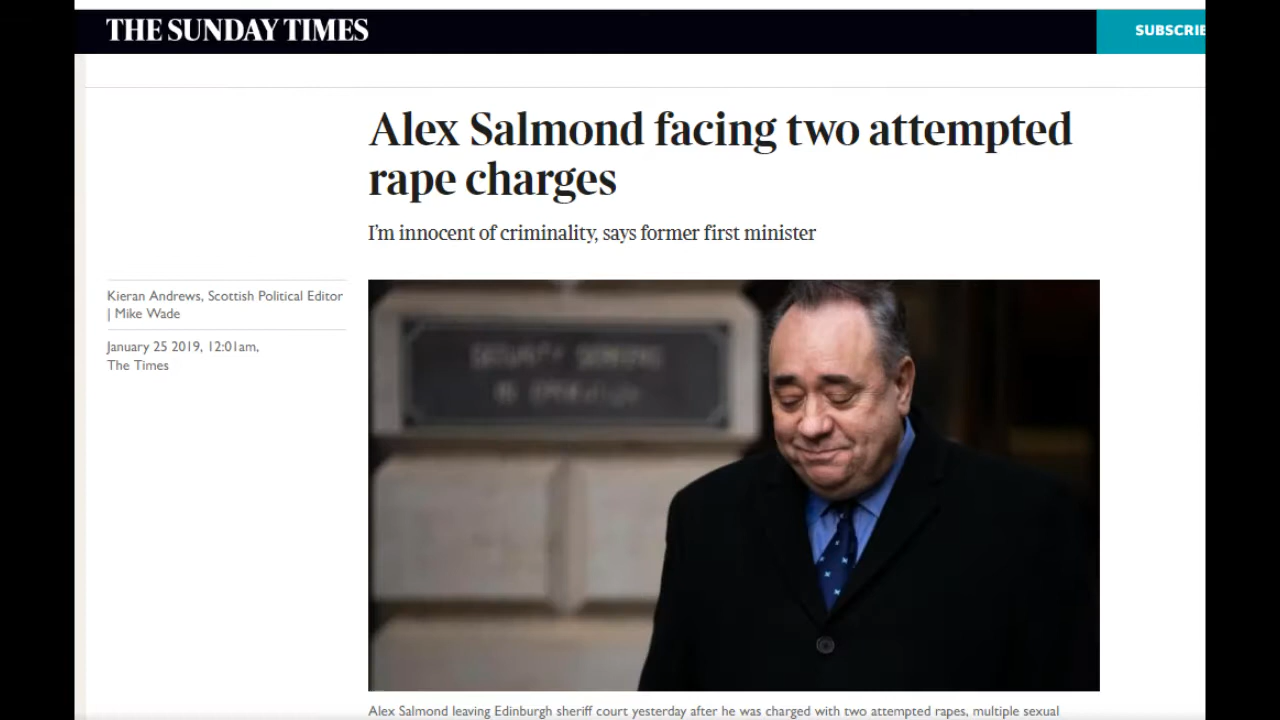 THE SUNDAY TIMES
SUBSCRIB
Alex Salmond facing two attempted
rape charges
I'm innocent of criminality, says former first minister
Kieran Andrews, Scottish Political Editor
| Mike Wade
January 25 2019, 12:01am,
The Times
Alex Salmond leaving Edinburgh sheriff court yesterday after he was charged with two attempted rapes, multiple sexual